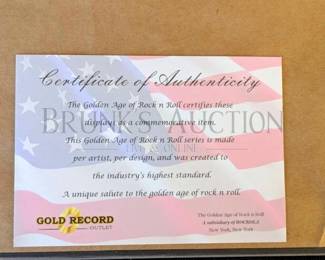 Certificate of Authenticity
The Golden Age of Rock n Roll certifies these
displays as a commemorative item.
BRUNK'S AUCTION
This Golden Age of Rock n Roll series is made
LIVE & ONLINE
per artist, per design, and was created to
the industry's highest standard.
A unique salute to the golden age of rock n roll.
GOLD RECORD
OUTLET
The Golden Age of Rock n Roll
A subsidiary of
New York, New York